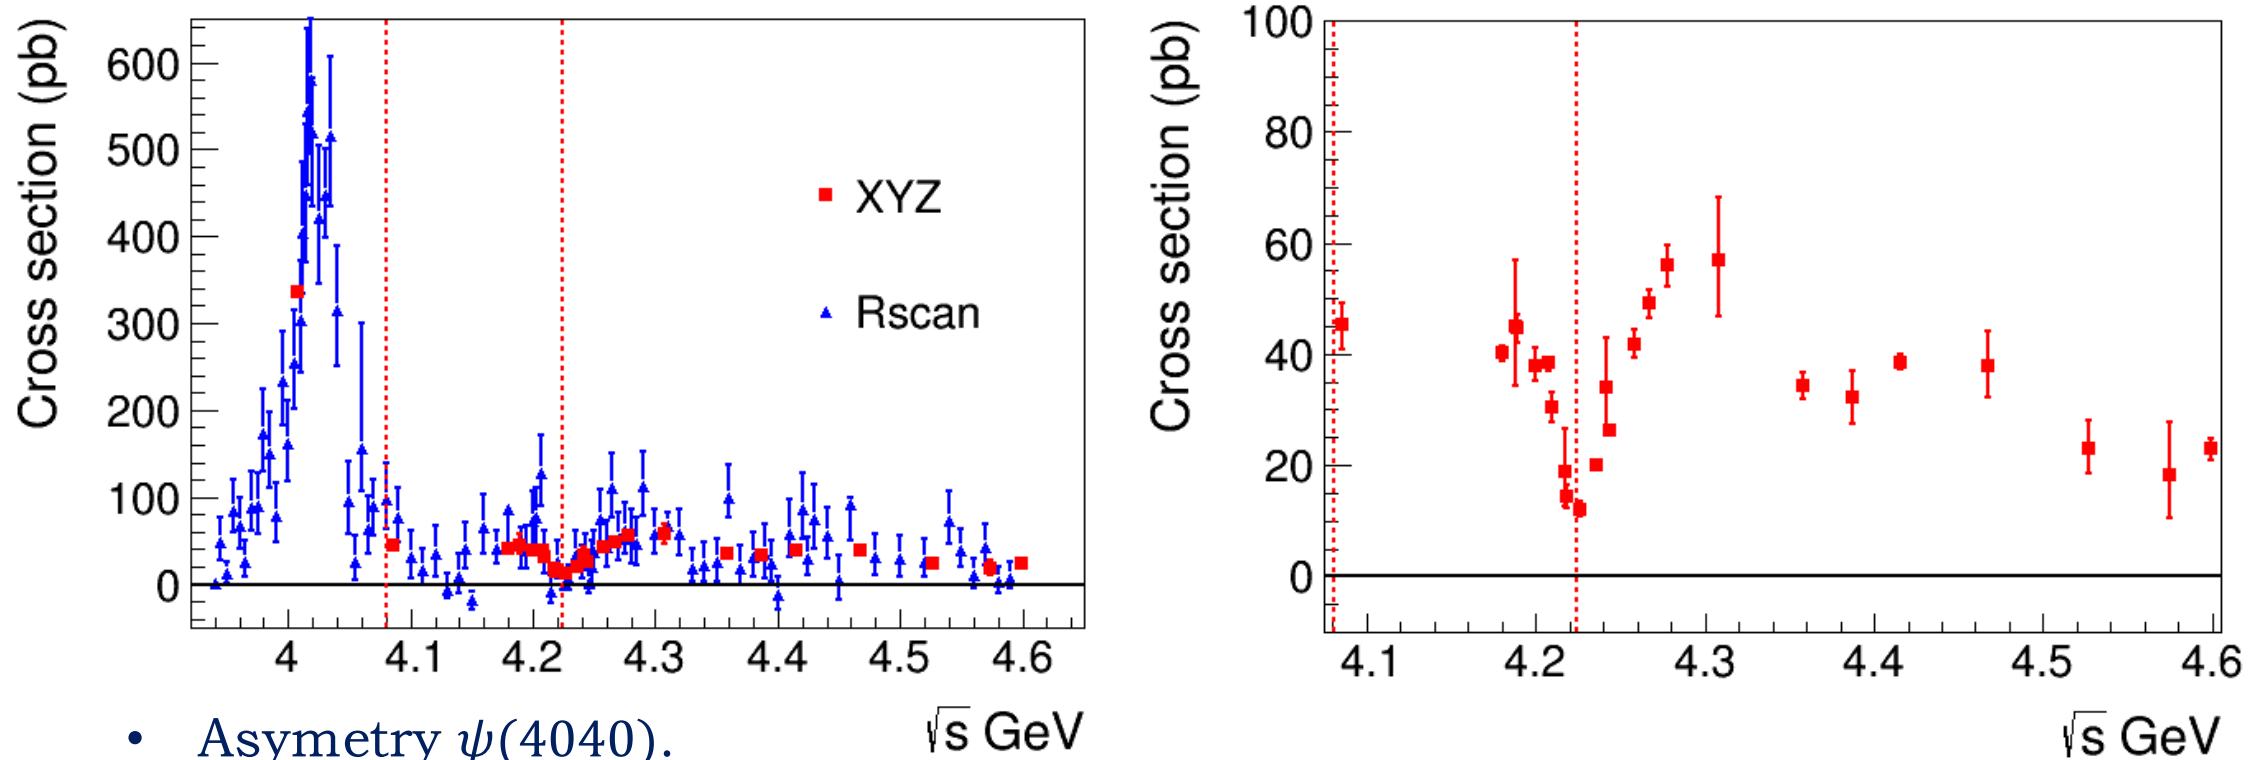 Cross section (pb)
600
500
400
300
200
100
0
XYZ
Rscan
4 4.1 4.2 4.3 4.4 4.5 4.6
√s GeV
Cross section (pb)
100
80
60
40
20
0
4.1 4.2 4.3 4.4 4.5 4.6
√s GeV
• Asymetry ψ(4040).